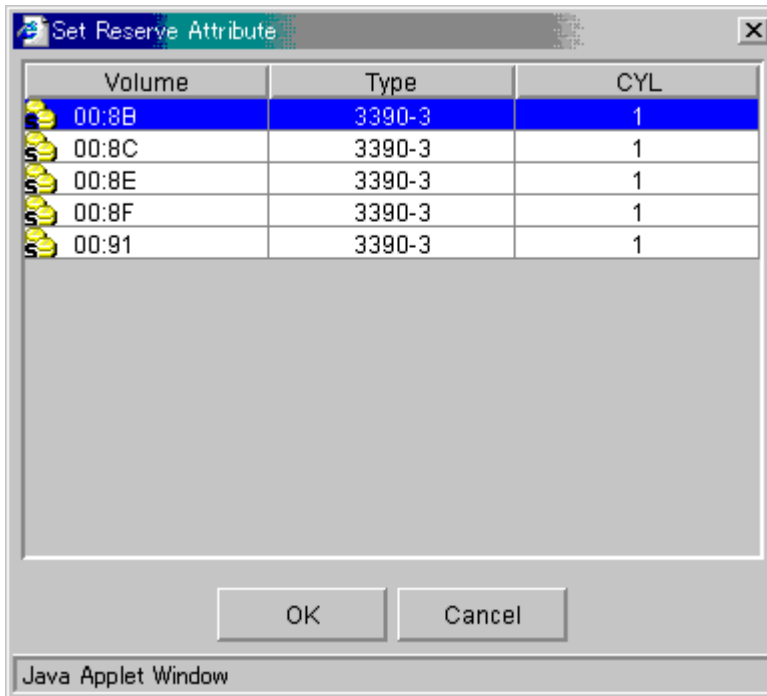 Set Reserve Attribute
Volume Type CYL
00:8B 3390-3 1
00:8C 3390-3 1
00:8E 3390-3 1
00:8F 3390-3 1
00:91 3390-3 1
OK Cancel
Java Applet Window